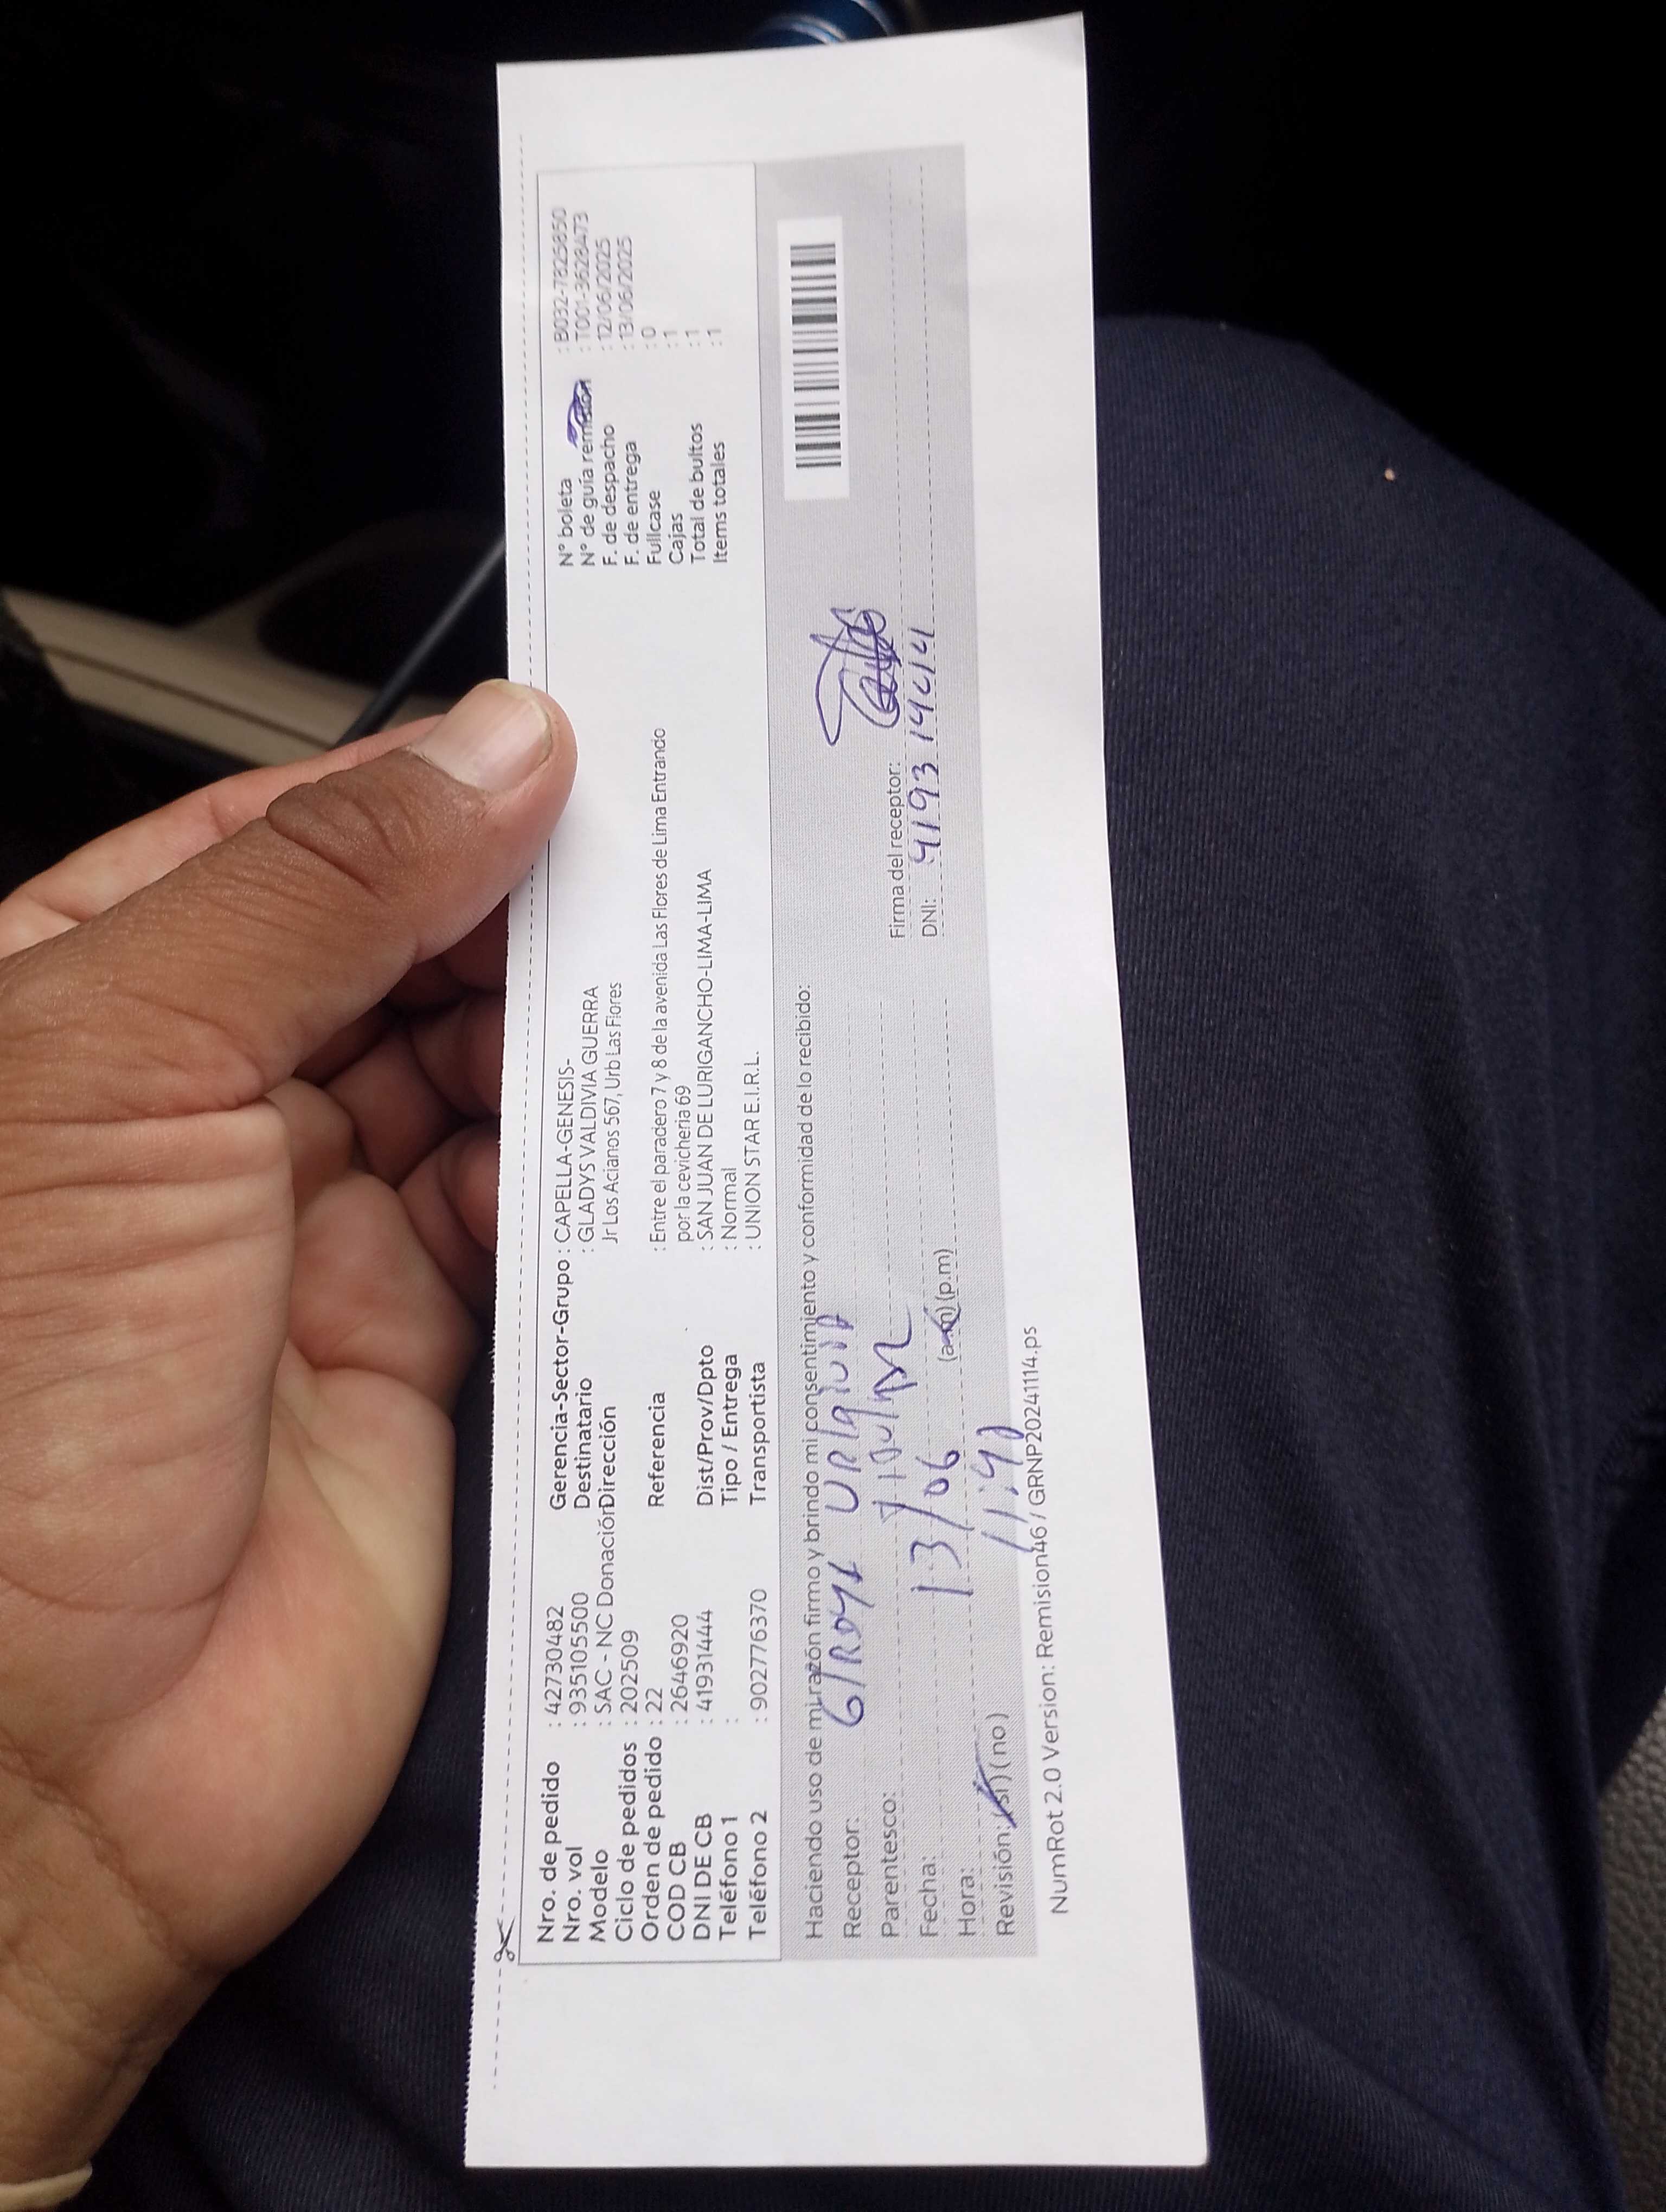 Nro. de pedido : 42730482
Nro. vol : 935105500
Modelo : SAC - NC Donación
Ciclo de pedidos : 202509
Orden de pedido : 22
COD CB : 2646920
DNI DE CB : 41931444
Teléfono 1 :
Teléfono 2 : 902776370
Gerencia-Sector-Grupo : CAPELLA-GENESIS-
Destinatario : GLADYS VALDIVIA GUERRA
Dirección Jr Los Acianos 567, Urb Las Flores
Referencia : Entre el paradero 7 y 8 de la avenida Las Flores de Lima Entrando
por la cevicheria 69
Dist/Prov/Dpto : SAN JUAN DE LURIGANCHO-LIMA-LIMA
Tipo / Entrega : Normal
Transportista : UNION STAR E.I.R.L.
N° boleta : B032-7825850
N° de guía remisión : T001-3628473
F. de despacho : 12/06/2025
F. de entrega : 13/06/2025
Fullcase : 0
Cajas : 1
Total de bultos : 1
Items totales : 1
Haciendo uso de mi razón firmo y brindo mi consentimiento y conformidad de lo recibido:
Receptor:
Parentesco:
Fecha: 13/06
Hora: 11:40 (a.m) (p.m)
Revisión: (si) (no)
Firma del receptor:
DNI: 41931444
NumRot 2.0 Version: Remision46 / GRNP20241114.ps